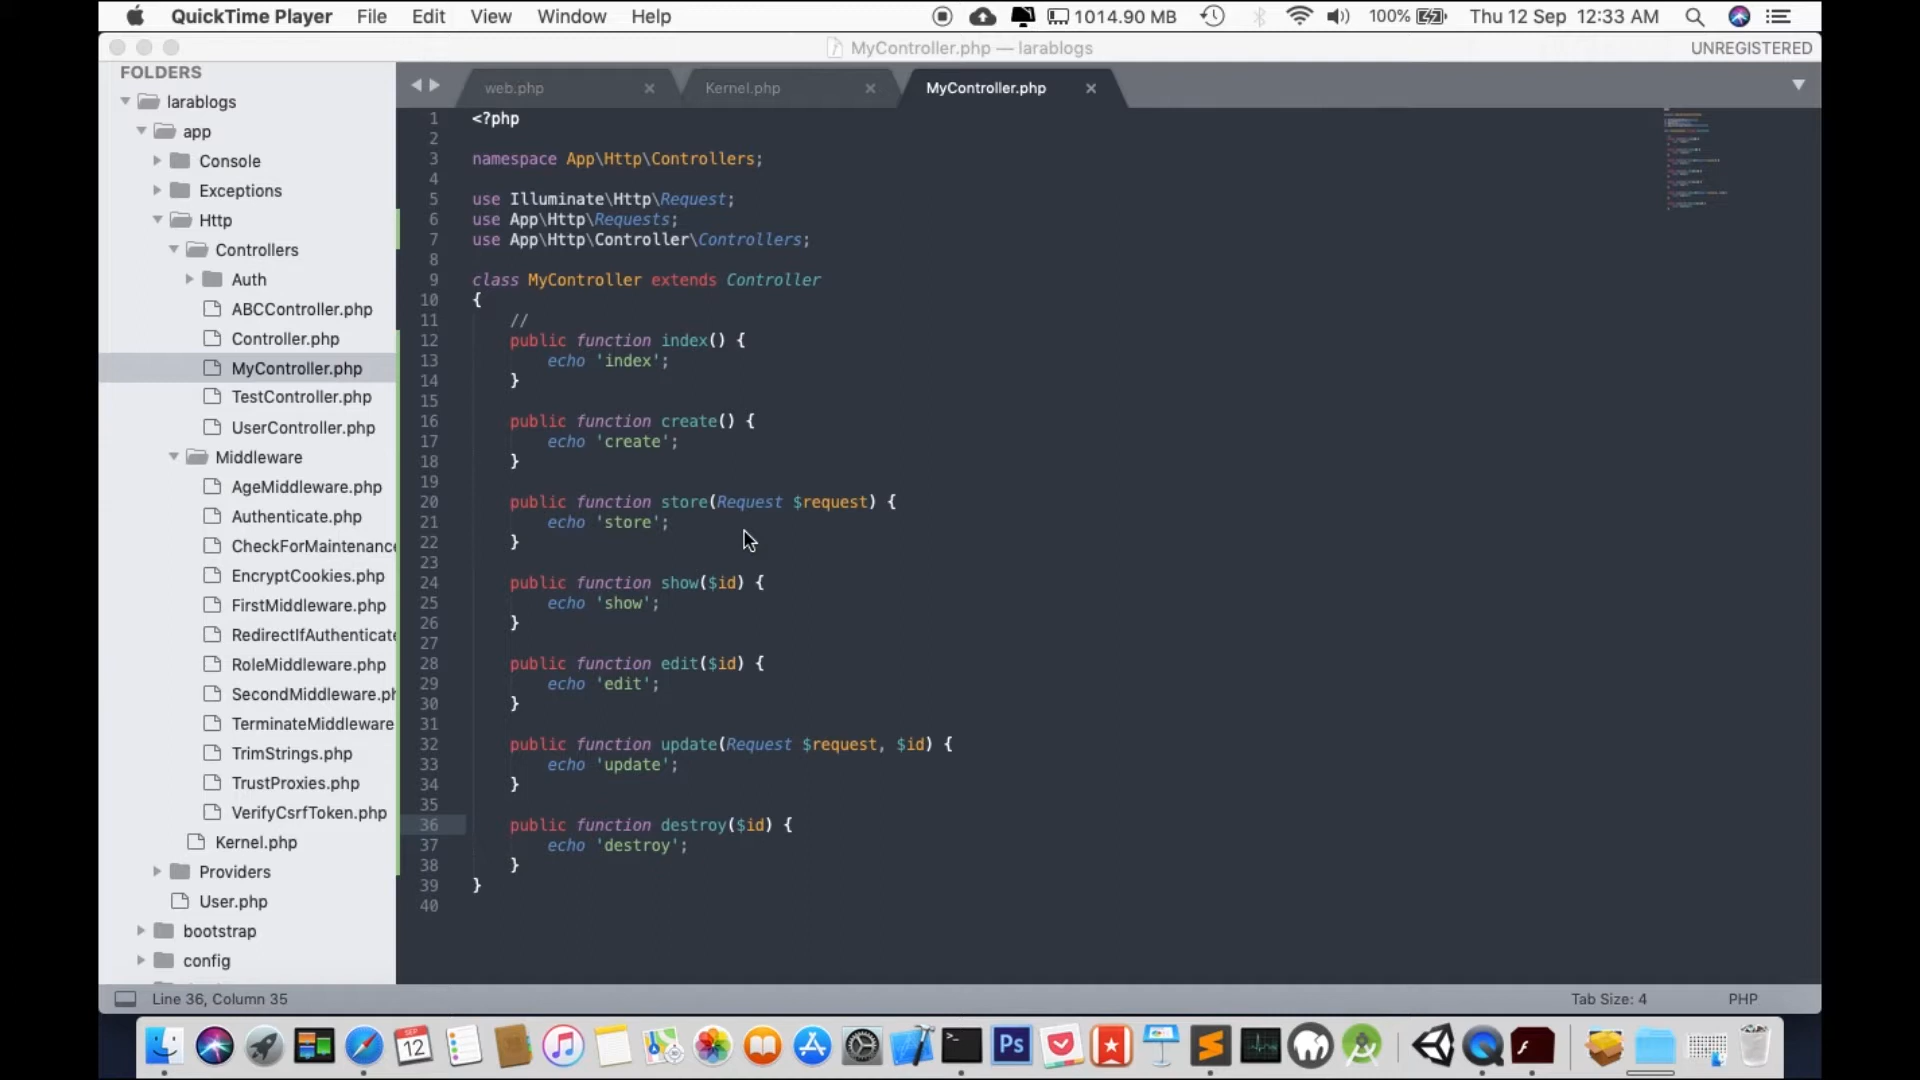 QuickTime Player File Edit View Window Help 1014.90 MB 100% Thu 12 Sep 12:33 AM
MyController.php — larablogs UNREGISTERED
FOLDERS
larablogs
app
Console
Exceptions
Http
Controllers
Auth
ABCController.php
Controller.php
MyController.php
TestController.php
UserController.php
Middleware
AgeMiddleware.php
Authenticate.php
CheckForMaintenance
EncryptCookies.php
FirstMiddleware.php
RedirectIfAuthenticate
RoleMiddleware.php
SecondMiddleware.ph
TerminateMiddleware
TrimStrings.php
TrustProxies.php
VerifyCsrfToken.php
Kernel.php
Providers
User.php
bootstrap
config
web.php Kernel.php MyController.php
1 <?php
2
3 namespace App\Http\Controllers;
4
5 use Illuminate\Http\Request;
6 use App\Http\Requests;
7 use App\Http\Controller\Controllers;
8
9 class MyController extends Controller
10 {
11 //
12 public function index() {
13 echo 'index';
14 }
15
16 public function create() {
17 echo 'create';
18 }
19
20 public function store(Request $request) {
21 echo 'store';
22 }
23
24 public function show($id) {
25 echo 'show';
26 }
27
28 public function edit($id) {
29 echo 'edit';
30 }
31
32 public function update(Request $request, $id) {
33 echo 'update';
34 }
35
36 public function destroy($id) {
37 echo 'destroy';
38 }
39 }
40
Line 36, Column 35 Tab Size: 4 PHP
SEP
12
Ps